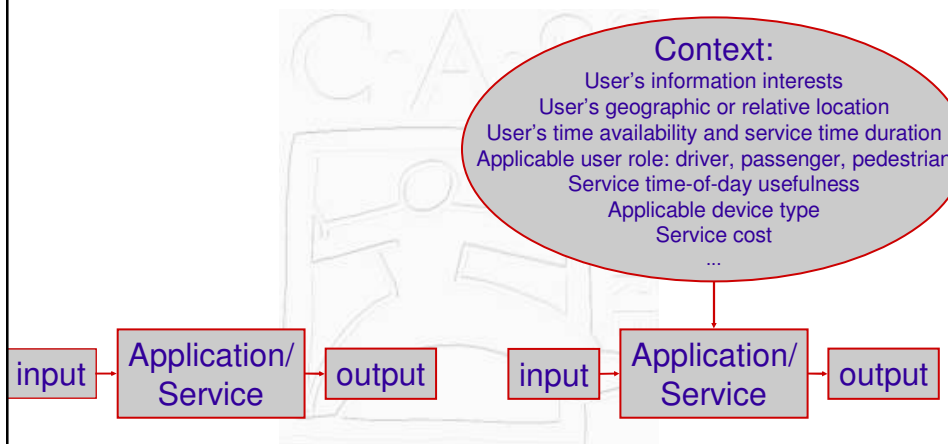 C-A-S
Context:
User's information interests
User's geographic or relative location
User's time availability and service time duration
Applicable user role: driver, passenger, pedestrian
Service time-of-day usefulness
Applicable device type
Service cost
...
input
Application/
Service
output
input
Application/
Service
output